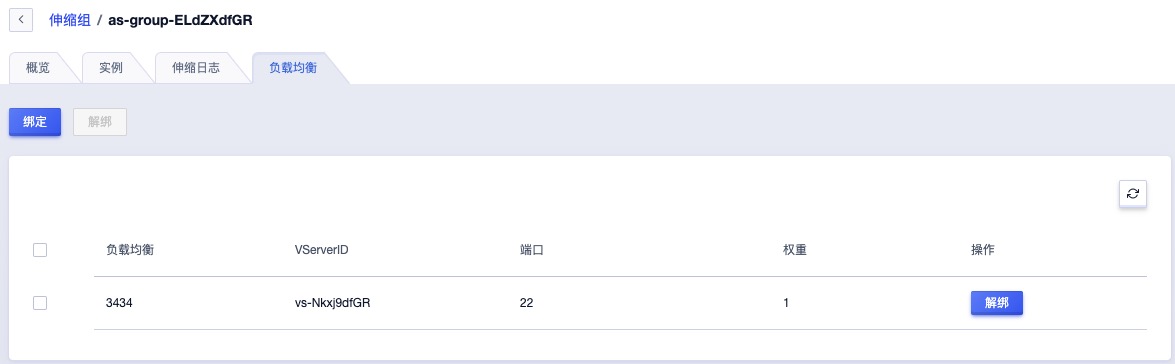 伸缩组 / as-group-ELdZXdfGR
概览 实例 伸缩日志 负载均衡
绑定 解绑
负载均衡 VServerID 端口 权重 操作
3434 vs-Nkxj9dfGR 22 1 解绑